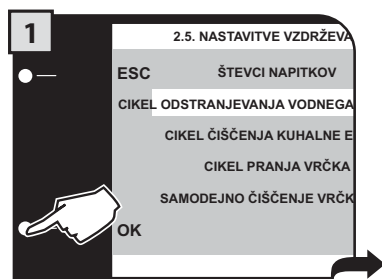 1
2.5. NASTAVITVE VZDRŽEVA
ESC ŠTEVCI NAPITKOV
CIKEL ODSTRANJEVANJA VODNEGA
CIKEL ČIŠČENJA KUHALNE E
CIKEL PRANJA VRČKA
SAMODEJNO ČIŠČENJE VRČK
OK